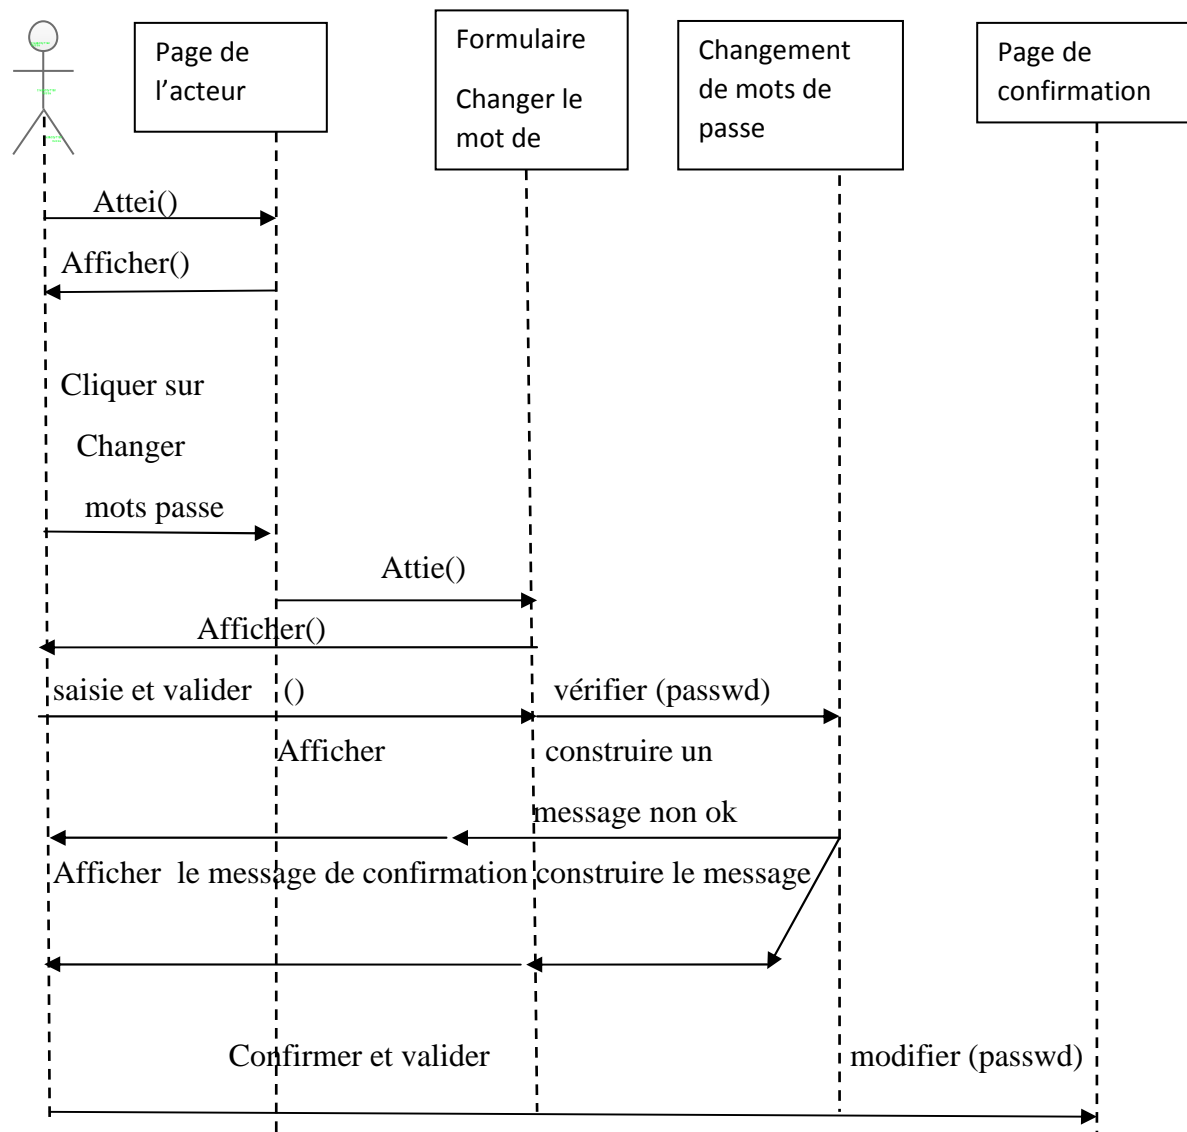 Page de
l’acteur
Formulaire
Changer le
mot de
Changement
de mots de
passe
Page de
confirmation
Attei()
Afficher()
Cliquer sur
Changer
mots passe
Attie()
Afficher()
saisie et valider ()
vérifier (passwd)
Afficher
construire un
message non ok
Afficher le message de confirmation construire le message
Confirmer et valider
modifier (passwd)